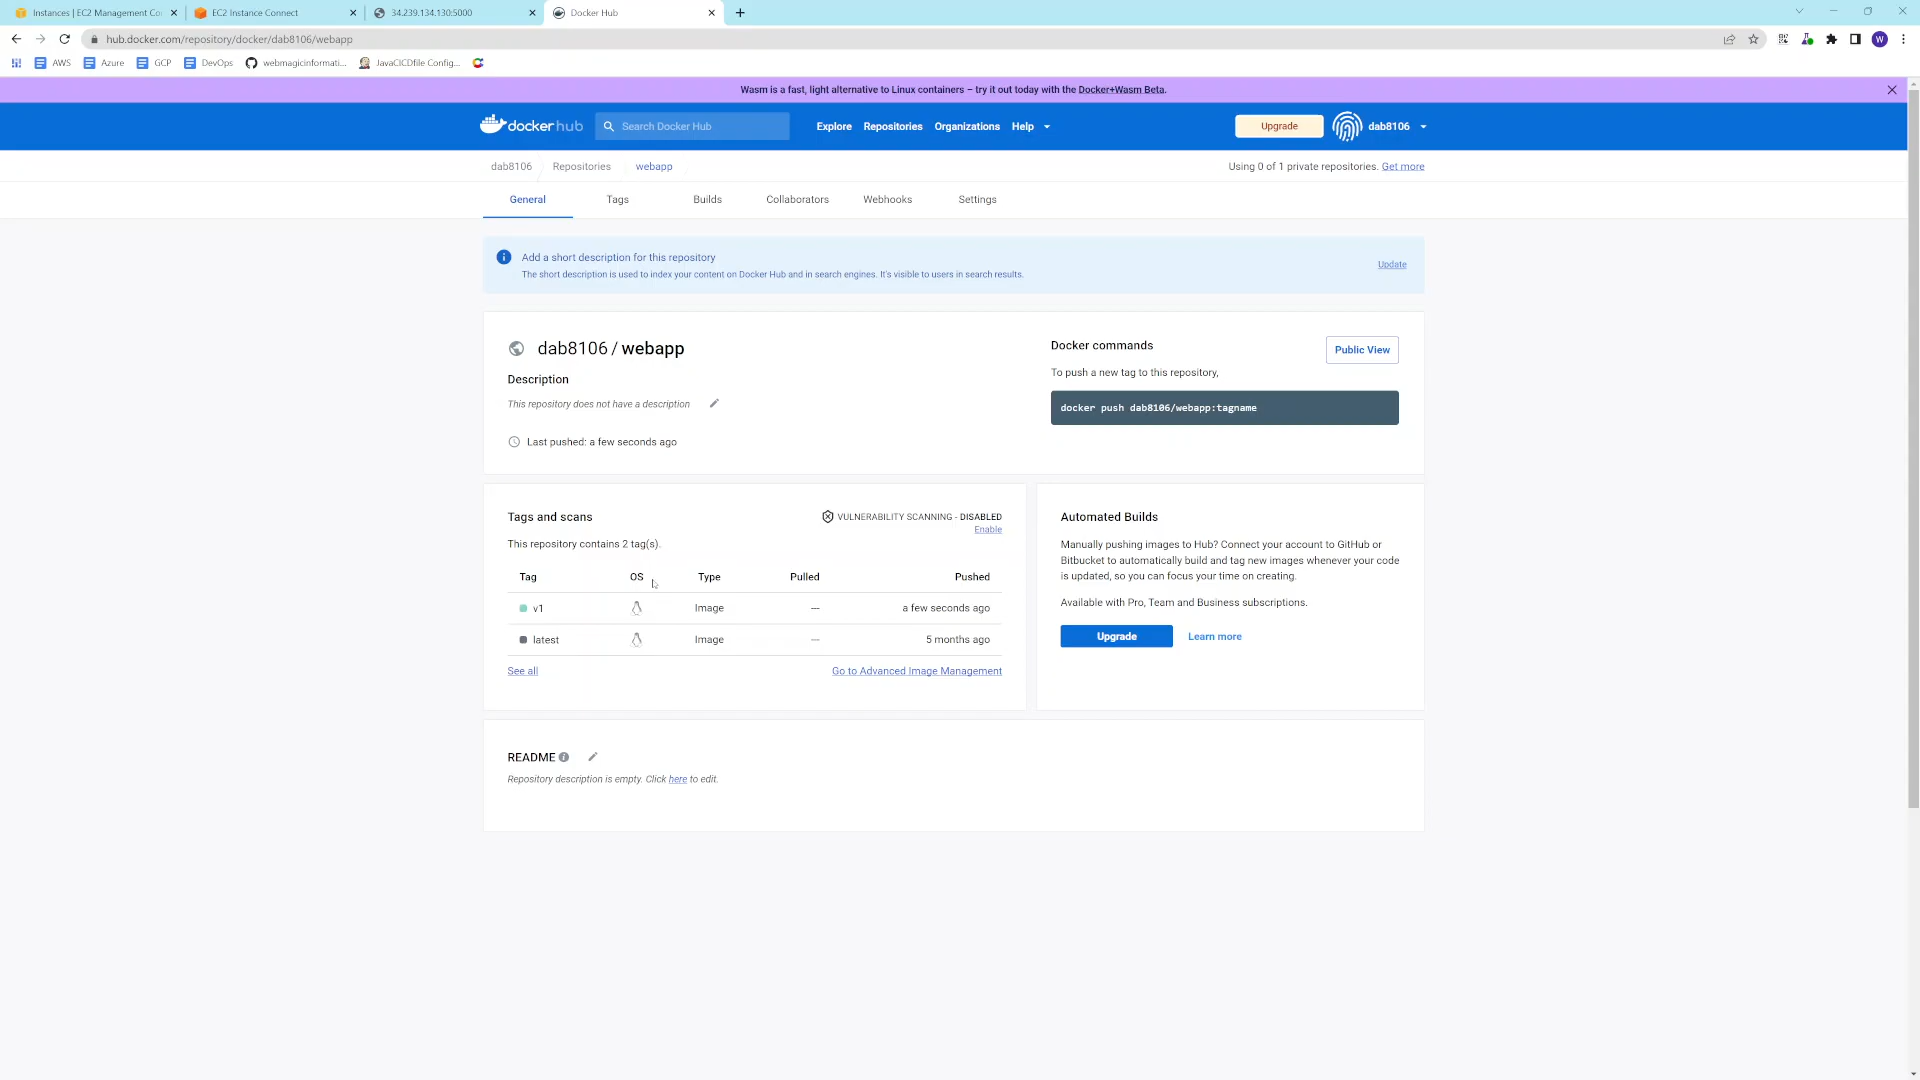 Instances | EC2 Management Co
EC2 Instance Connect
34.239.134.130:5000
Docker Hub
hub.docker.com/repository/docker/dab8106/webapp
W
AWS
Azure
GCP
DevOps
webmagicinformati...
JavaCICDfile Config...
Wasm is a fast, light alternative to Linux containers – try it out today with the Docker+Wasm Beta.
dockerhub
Search Docker Hub
Explore
Repositories
Organizations
Help
Upgrade
dab8106
dab8106
Repositories
webapp
Using 0 of 1 private repositories. Get more
General
Tags
Builds
Collaborators
Webhooks
Settings
Add a short description for this repository
The short description is used to index your content on Docker Hub and in search engines. It's visible to users in search results.
Update
dab8106 / webapp
Description
This repository does not have a description
Last pushed: a few seconds ago
Docker commands
Public View
To push a new tag to this repository,
docker push dab8106/webapp:tagname
Tags and scans
VULNERABILITY SCANNING - DISABLED
Enable
This repository contains 2 tag(s).
Tag OS Type Pulled Pushed
v1 Image --- a few seconds ago
latest Image --- 5 months ago
See all
Go to Advanced Image Management
Automated Builds
Manually pushing images to Hub? Connect your account to GitHub or
Bitbucket to automatically build and tag new images whenever your code
is updated, so you can focus your time on creating.
Available with Pro, Team and Business subscriptions.
Upgrade
Learn more
README
Repository description is empty. Click here to edit.